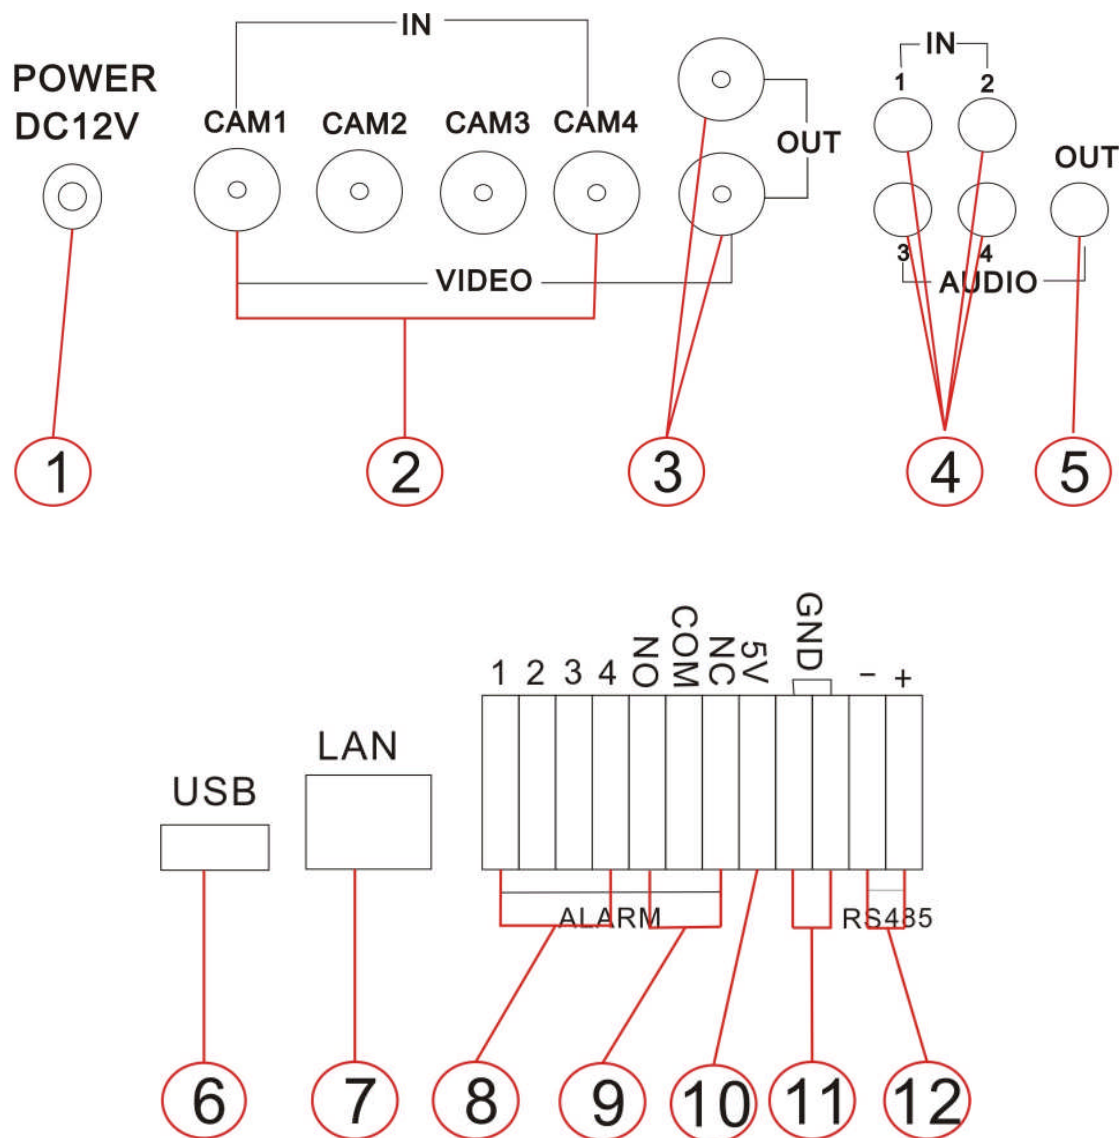 IN
POWER
DC12V
CAM1 CAM2 CAM3 CAM4
OUT
VIDEO
IN
1 2
OUT
3 4
AUDIO
1 2 3 4 5
1 2 3 4 NO COM NC 5V GND − +
LAN
USB
ALARM
RS485
6 7 8 9 10 11 12